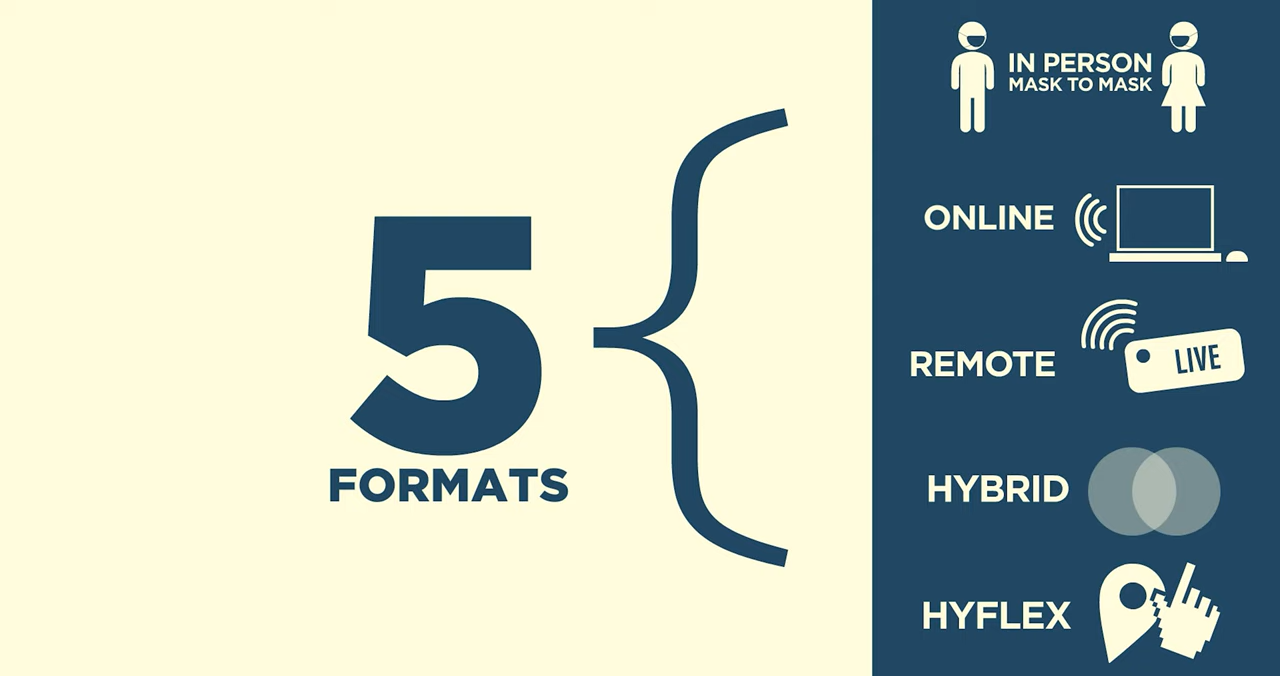 5
FORMATS
IN PERSON
MASK TO MASK
ONLINE
REMOTE
LIVE
HYBRID
HYFLEX